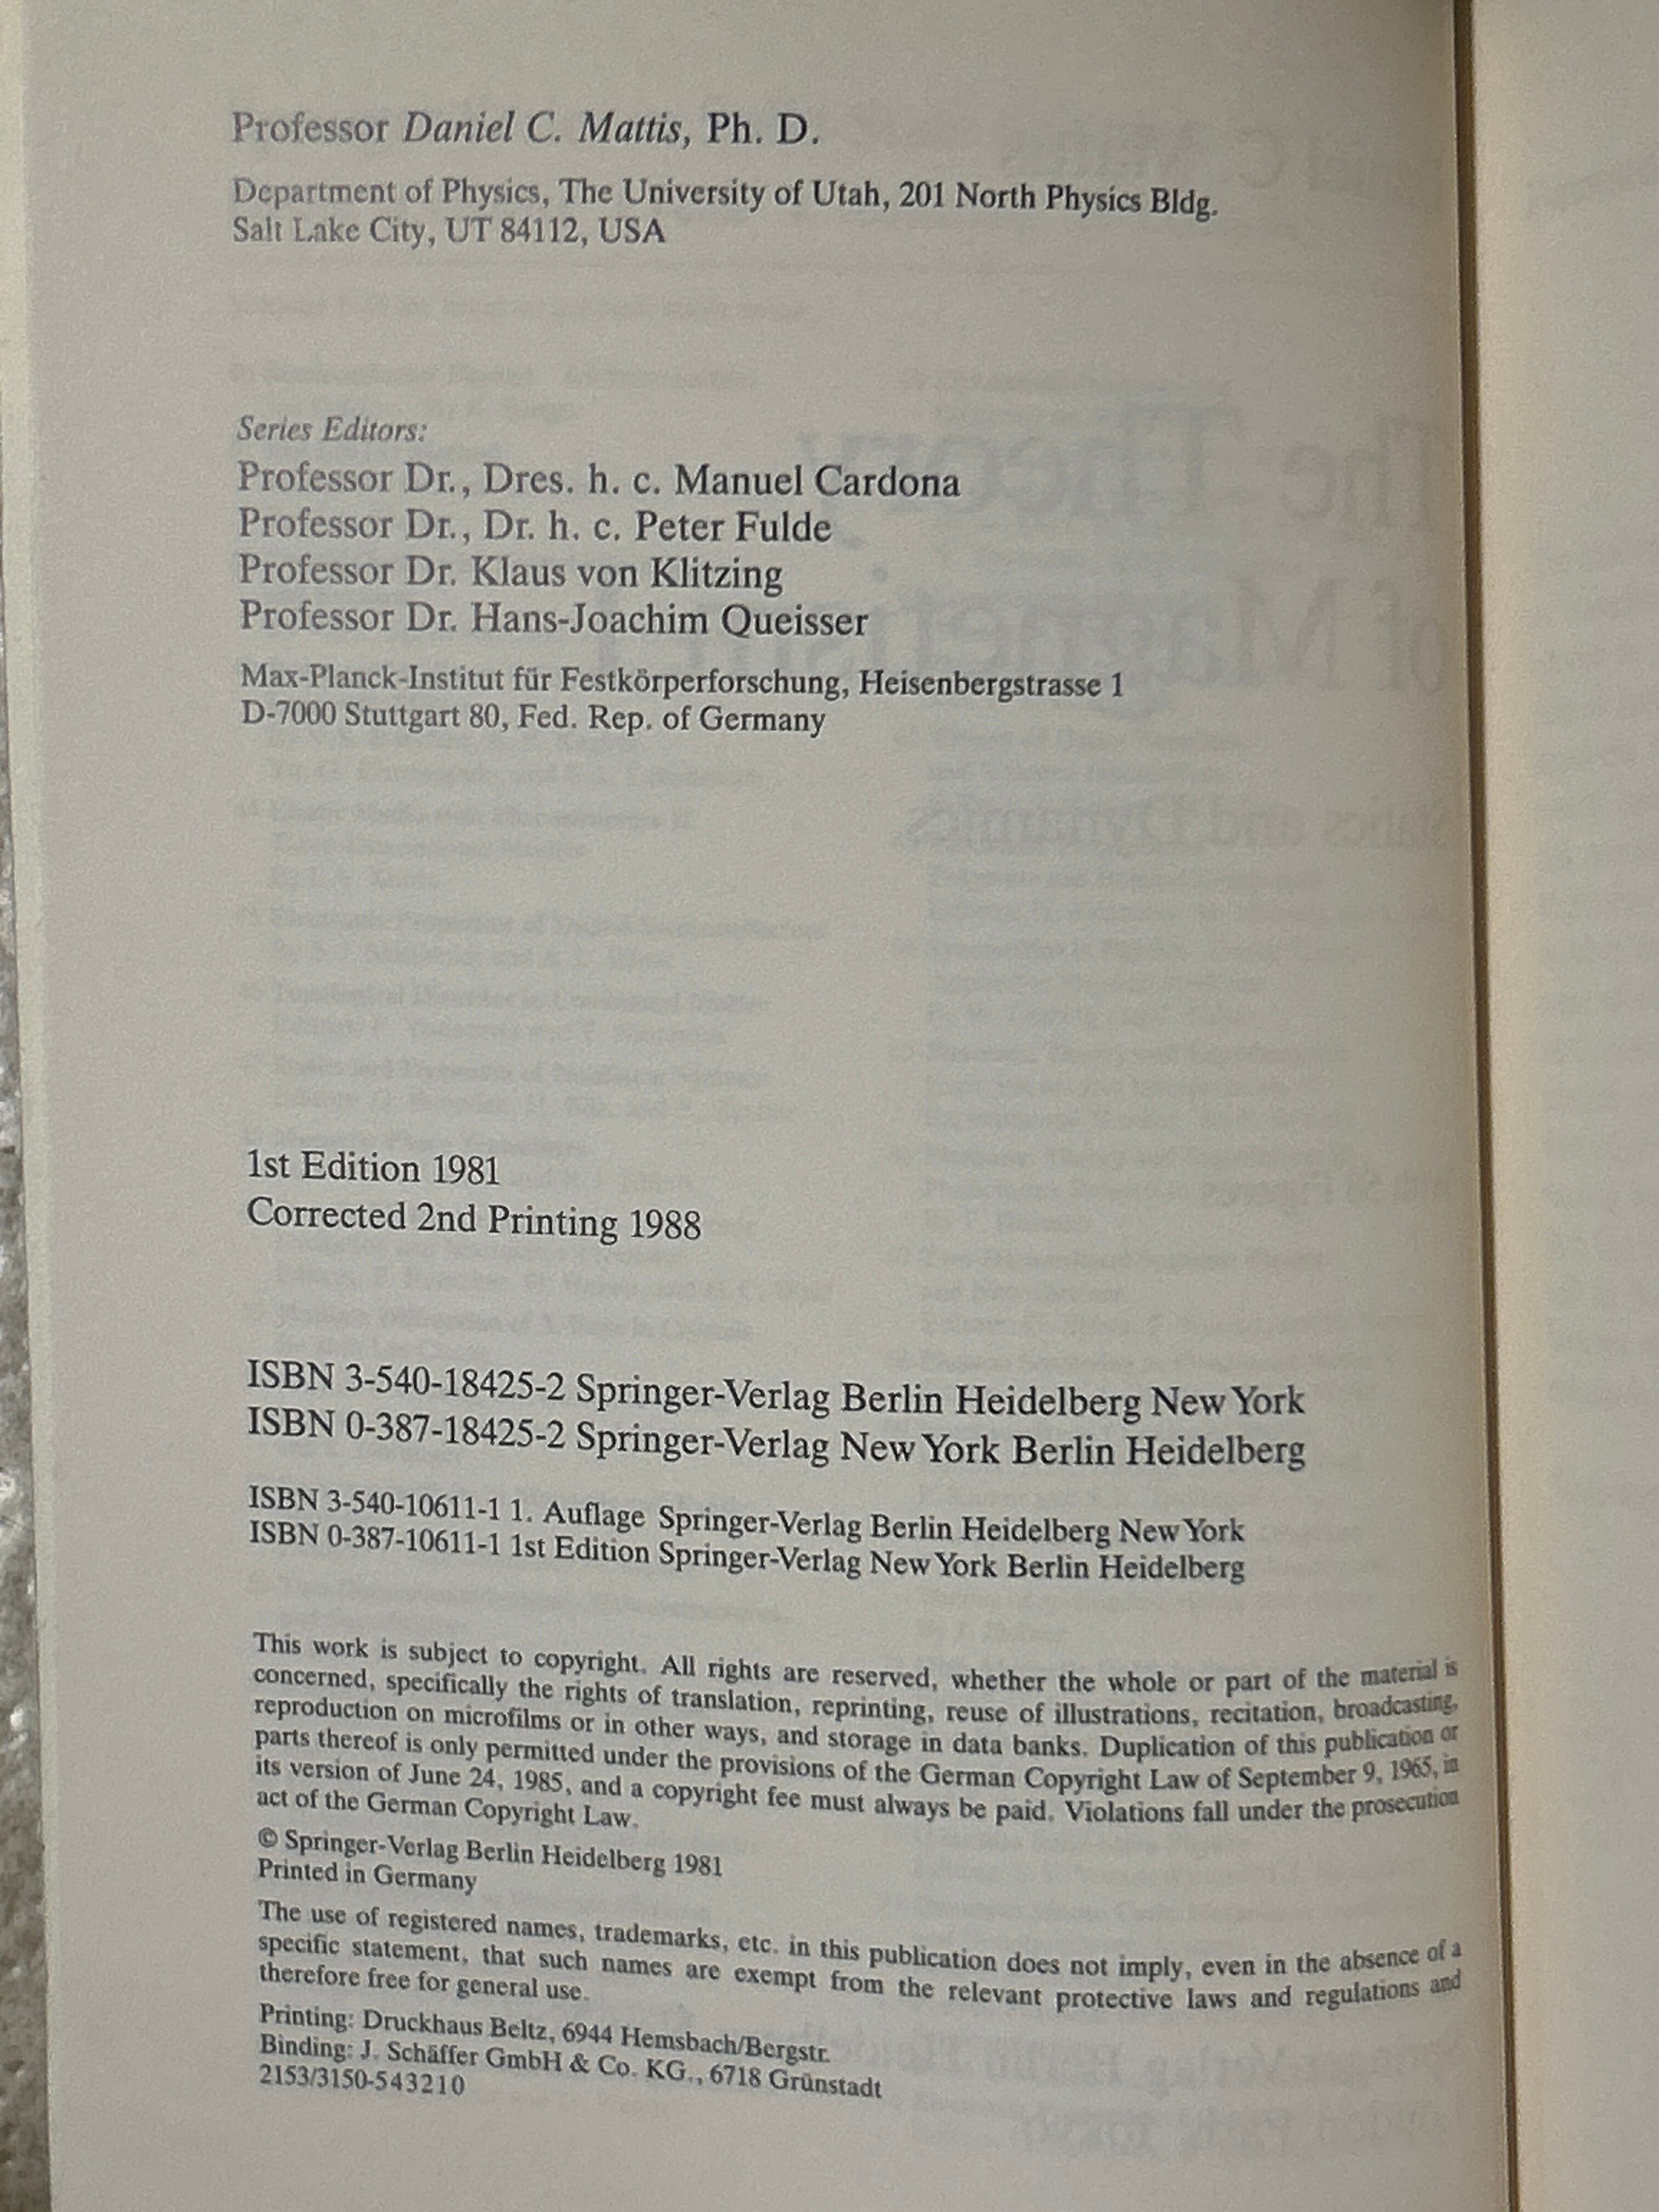 Professor Daniel C. Mattis, Ph. D.
Department of Physics, The University of Utah, 201 North Physics Bldg.
Salt Lake City, UT 84112, USA
Series Editors:
Professor Dr., Dres. h. c. Manuel Cardona
Professor Dr., Dr. h. c. Peter Fulde
Professor Dr. Klaus von Klitzing
Professor Dr. Hans-Joachim Queisser
Max-Planck-Institut für Festkörperforschung, Heisenbergstrasse 1
D-7000 Stuttgart 80, Fed. Rep. of Germany
1st Edition 1981
Corrected 2nd Printing 1988
ISBN 3-540-18425-2 Springer-Verlag Berlin Heidelberg New York
ISBN 0-387-18425-2 Springer-Verlag New York Berlin Heidelberg
ISBN 3-540-10611-1 1. Auflage Springer-Verlag Berlin Heidelberg New York
ISBN 0-387-10611-1 1st Edition Springer-Verlag New York Berlin Heidelberg
This work is subject to copyright. All rights are reserved, whether the whole or part of the material is
concerned, specifically the rights of translation, reprinting, reuse of illustrations, recitation, broadcasting,
reproduction on microfilms or in other ways, and storage in data banks. Duplication of this publication or
parts thereof is only permitted under the provisions of the German Copyright Law of September 9, 1965, in
its version of June 24, 1985, and a copyright fee must always be paid. Violations fall under the prosecution
act of the German Copyright Law.
© Springer-Verlag Berlin Heidelberg 1981
Printed in Germany
The use of registered names, trademarks, etc. in this publication does not imply, even in the absence of a
specific statement, that such names are exempt from the relevant protective laws and regulations and
therefore free for general use.
Printing: Druckhaus Beltz, 6944 Hemsbach/Bergstr.
Binding: J. Schäffer GmbH & Co. KG., 6718 Grünstadt
2153/3150-543210